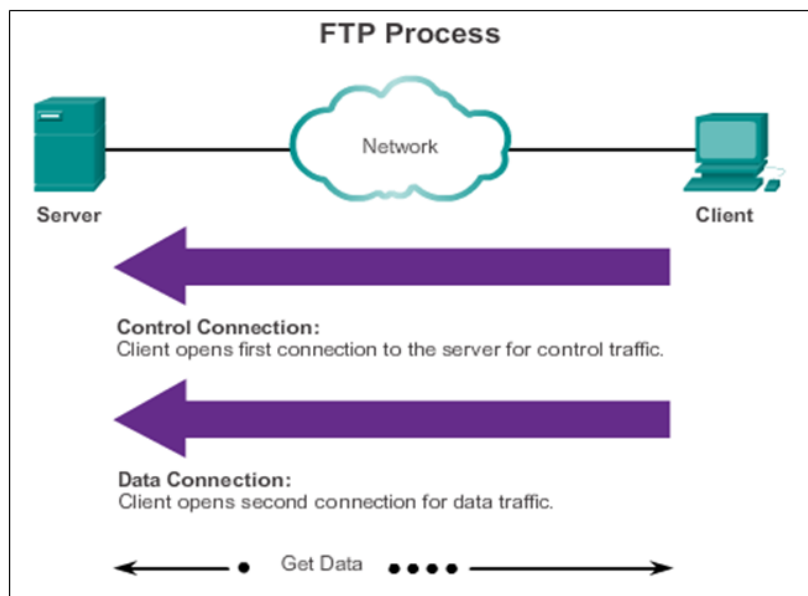 FTP Process
Network
Server
Client
Control Connection:
Client opens first connection to the server for control traffic.
Data Connection:
Client opens second connection for data traffic.
Get Data